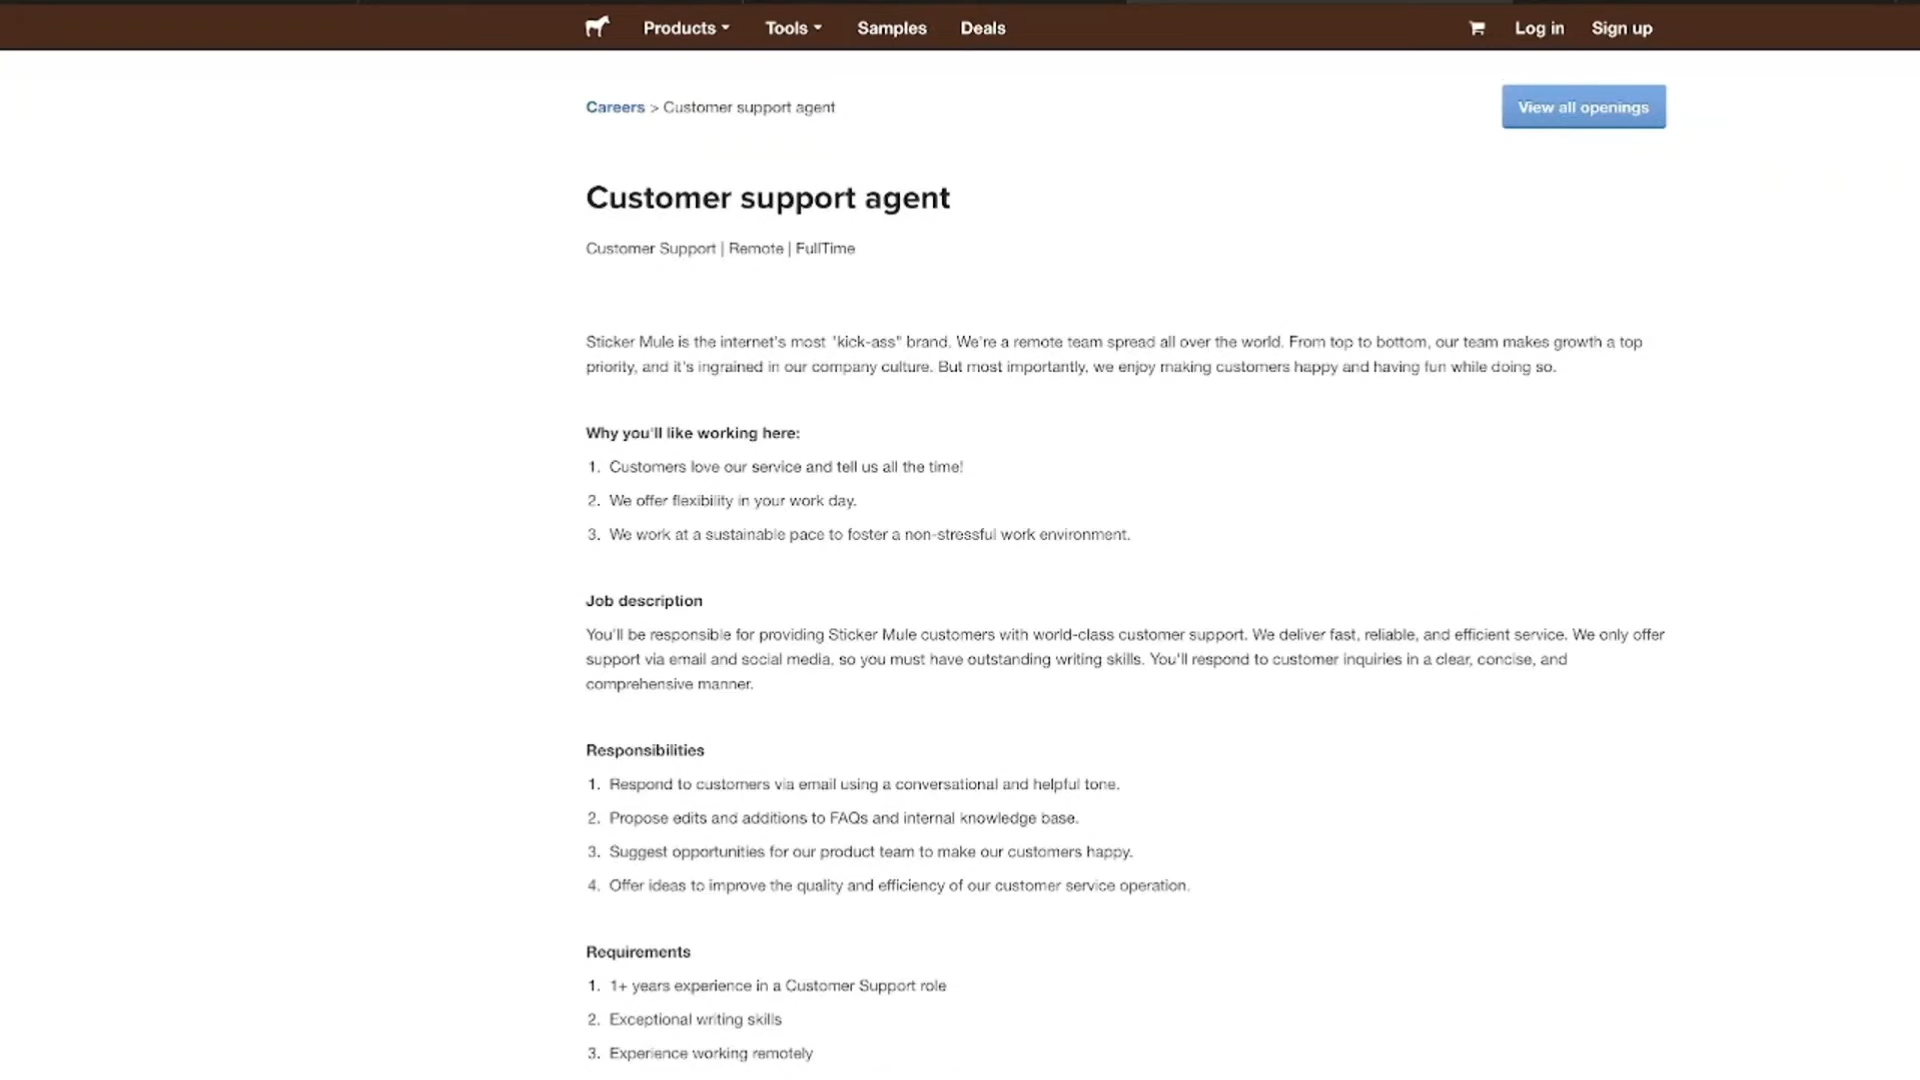 Products Tools Samples Deals Log in Sign up
Careers > Customer support agent View all openings
Customer support agent
Customer Support | Remote | FullTime
Sticker Mule is the internet's most "kick-ass" brand. We're a remote team spread all over the world. From top to bottom, our team makes growth a top
priority, and it's ingrained in our company culture. But most importantly, we enjoy making customers happy and having fun while doing so.
Why you'll like working here:
1. Customers love our service and tell us all the time!
2. We offer flexibility in your work day.
3. We work at a sustainable pace to foster a non-stressful work environment.
Job description
You'll be responsible for providing Sticker Mule customers with world-class customer support. We deliver fast, reliable, and efficient service. We only offer
support via email and social media, so you must have outstanding writing skills. You'll respond to customer inquiries in a clear, concise, and
comprehensive manner.
Responsibilities
1. Respond to customers via email using a conversational and helpful tone.
2. Propose edits and additions to FAQs and internal knowledge base.
3. Suggest opportunities for our product team to make our customers happy.
4. Offer ideas to improve the quality and efficiency of our customer service operation.
Requirements
1. 1+ years experience in a Customer Support role
2. Exceptional writing skills
3. Experience working remotely